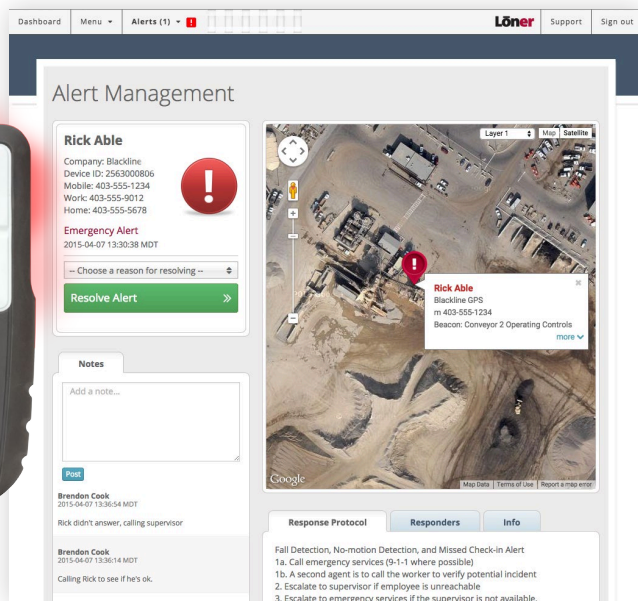 Dashboard
Menu
Alerts (1)
!
Löner
Support
Sign out
Alert Management
Rick Able
Company: Blackline
Device ID: 2563000806
Mobile: 403-555-1234
Work: 403-555-9012
Home: 403-555-5678
!
Emergency Alert
2015-04-07 13:30:38 MDT
-- Choose a reason for resolving --
Resolve Alert »
Notes
Add a note...
Post
Brendon Cook
2015-04-07 13:36:54 MDT
Rick didn't answer, calling supervisor
Brendon Cook
2015-04-07 13:36:14 MDT
Calling Rick to see if he's ok.
Layer 1
Map
Satellite
!
Rick Able
Blackline GPS
m 403-555-1234
Beacon: Conveyor 2 Operating Controls
more
Google
Map Data
Terms of Use
Report a map error
Response Protocol
Responders
Info
Fall Detection, No-motion Detection, and Missed Check-in Alert
1a. Call emergency services (9-1-1 where possible)
1b. A second agent is to call the worker to verify potential incident
2. Escalate to supervisor if employee is unreachable
3. Escalate to emergency services if the supervisor is not available.